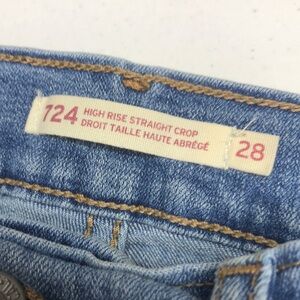 724 HIGH RISE STRAIGHT CROP
DROIT TAILLE HAUTE ABRÉGÉ
28